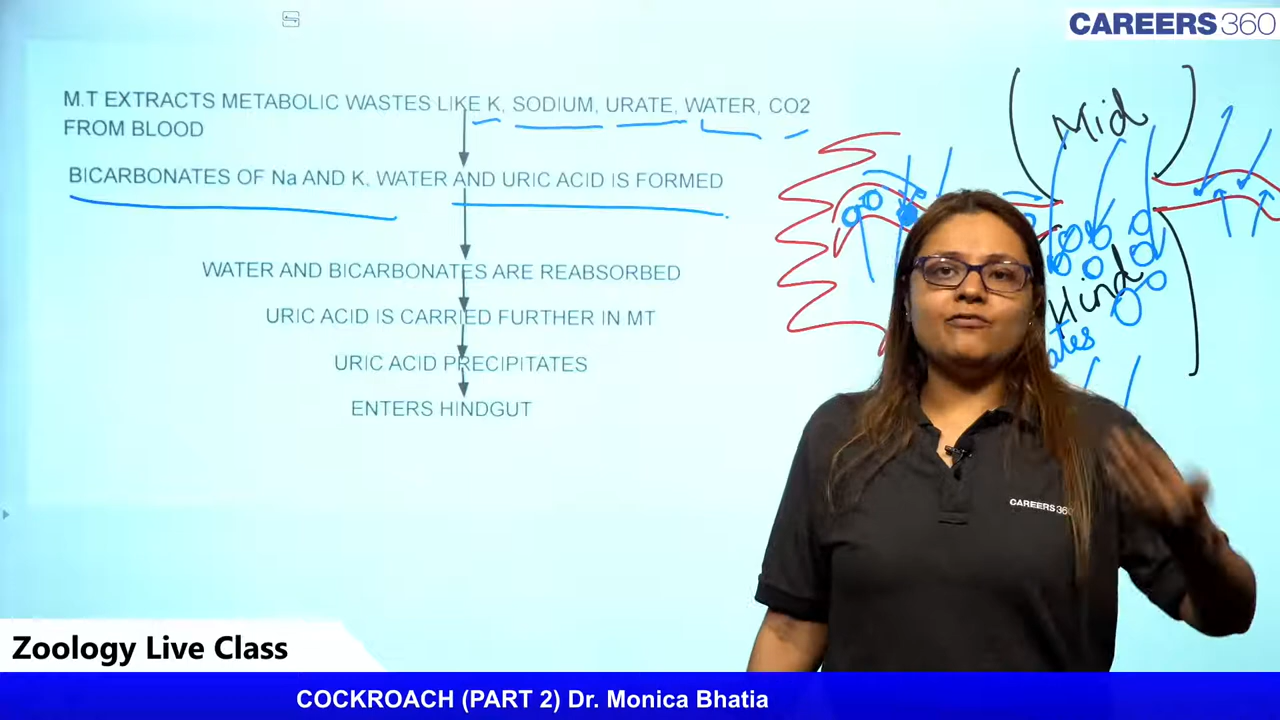 CAREERS360
M.T EXTRACTS METABOLIC WASTES LIKE K, SODIUM, URATE, WATER, CO2
FROM BLOOD
BICARBONATES OF Na AND K, WATER AND URIC ACID IS FORMED
WATER AND BICARBONATES ARE REABSORBED
URIC ACID IS CARRIED FURTHER IN MT
URIC ACID PRECIPITATES
ENTERS HINDGUT
Mid
Hind
CAREERS360
Zoology Live Class
COCKROACH (PART 2) Dr. Monica Bhatia